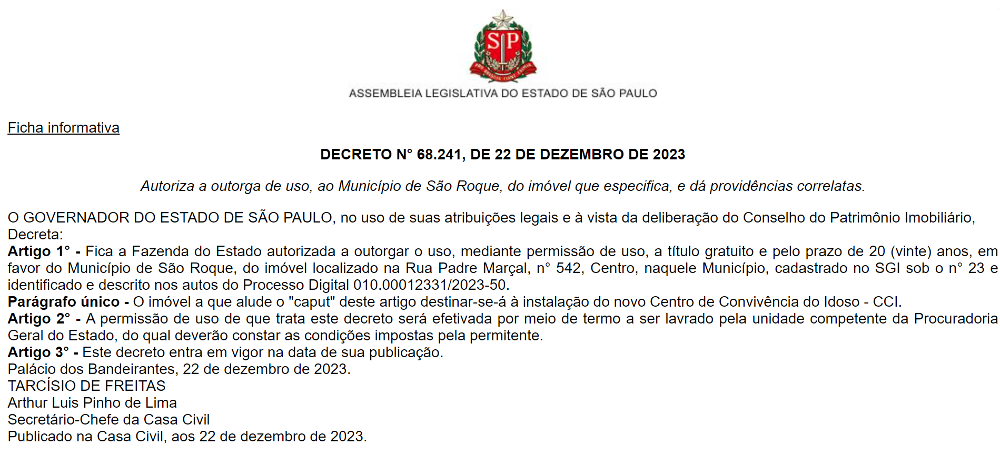 SP
PRO BRASILIA FIANT EXIMIA
ASSEMBLEIA LEGISLATIVA DO ESTADO DE SÃO PAULO
Ficha informativa
DECRETO N° 68.241, DE 22 DE DEZEMBRO DE 2023
Autoriza a outorga de uso, ao Município de São Roque, do imóvel que especifica, e dá providências correlatas.
O GOVERNADOR DO ESTADO DE SÃO PAULO, no uso de suas atribuições legais e à vista da deliberação do Conselho do Patrimônio Imobiliário,
Decreta:
Artigo 1° - Fica a Fazenda do Estado autorizada a outorgar o uso, mediante permissão de uso, a título gratuito e pelo prazo de 20 (vinte) anos, em
favor do Município de São Roque, do imóvel localizado na Rua Padre Marçal, n° 542, Centro, naquele Município, cadastrado no SGI sob o n° 23 e
identificado e descrito nos autos do Processo Digital 010.00012331/2023-50.
Parágrafo único - O imóvel a que alude o "caput" deste artigo destinar-se-á à instalação do novo Centro de Convivência do Idoso - CCI.
Artigo 2° - A permissão de uso de que trata este decreto será efetivada por meio de termo a ser lavrado pela unidade competente da Procuradoria
Geral do Estado, do qual deverão constar as condições impostas pela permitente.
Artigo 3° - Este decreto entra em vigor na data de sua publicação.
Palácio dos Bandeirantes, 22 de dezembro de 2023.
TARCÍSIO DE FREITAS
Arthur Luis Pinho de Lima
Secretário-Chefe da Casa Civil
Publicado na Casa Civil, aos 22 de dezembro de 2023.